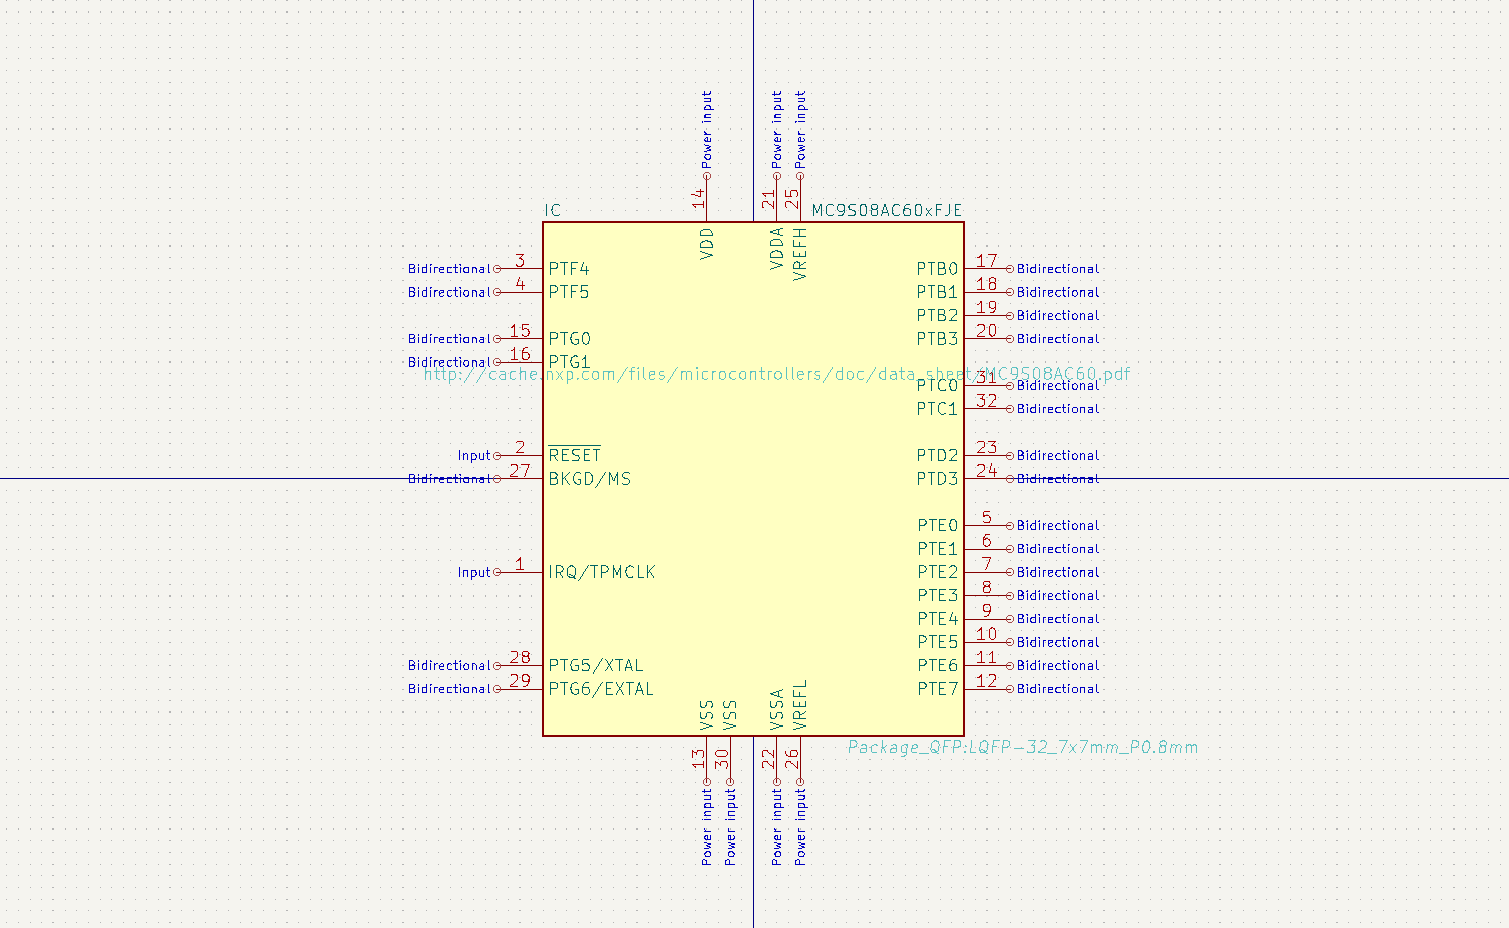 Power input
Power input
Power input
14
21
25
IC
MC9S08AC60xFJE
VDD
VDDA
VREFH
Bidirectional 3 PTF4
Bidirectional 4 PTF5
Bidirectional 15 PTG0
Bidirectional 16 PTG1
PTB0 17 Bidirectional
PTB1 18 Bidirectional
PTB2 19 Bidirectional
PTB3 20 Bidirectional
http://cache.nxp.com/files/microcontrollers/doc/data_sheet/MC9S08AC60.pdf
PTC0 31 Bidirectional
PTC1 32 Bidirectional
Input 2 RESET
Bidirectional 27 BKGD/MS
PTD2 23 Bidirectional
PTD3 24 Bidirectional
Input 1 IRQ/TPMCLK
PTE0 5 Bidirectional
PTE1 6 Bidirectional
PTE2 7 Bidirectional
PTE3 8 Bidirectional
PTE4 9 Bidirectional
PTE5 10 Bidirectional
PTE6 11 Bidirectional
PTE7 12 Bidirectional
Bidirectional 28 PTG5/XTAL
Bidirectional 29 PTG6/EXTAL
VSS
VSS
VSSA
VREFL
Package_QFP:LQFP-32_7x7mm_P0.8mm
13
30
22
26
Power input
Power input
Power input
Power input